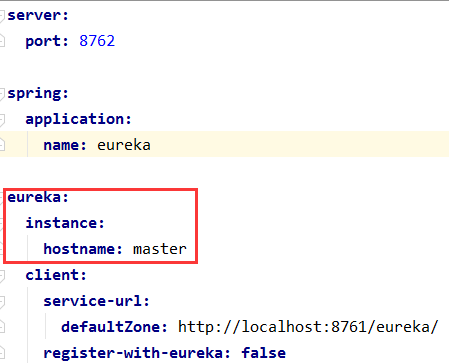 server:
port: 8762
spring:
application:
name: eureka
eureka:
instance:
hostname: master
client:
service-url:
defaultZone: http://localhost:8761/eureka/
register-with-eureka: false